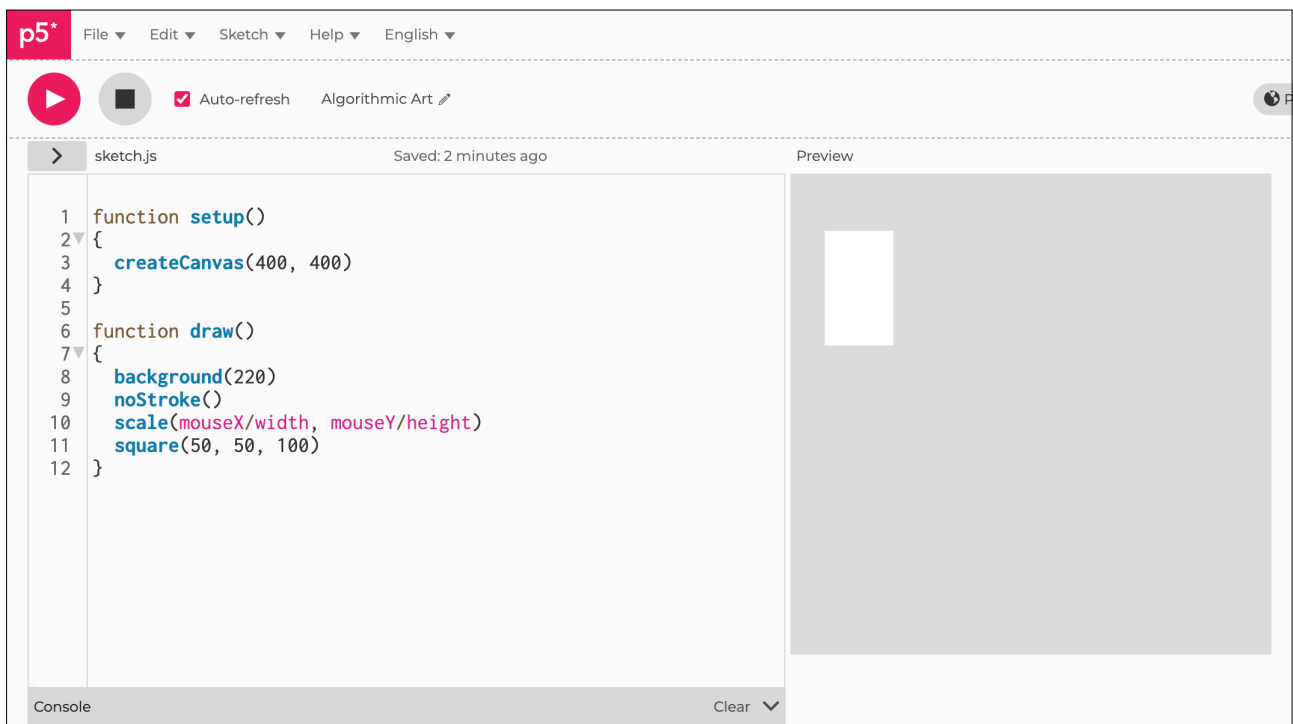 p5* File Edit Sketch Help English
Auto-refresh Algorithmic Art P
sketch.js Saved: 2 minutes ago Preview
1 function setup()
2 {
3 createCanvas(400, 400)
4 }
5
6 function draw()
7 {
8 background(220)
9 noStroke()
10 scale(mouseX/width, mouseY/height)
11 square(50, 50, 100)
12 }
Console Clear